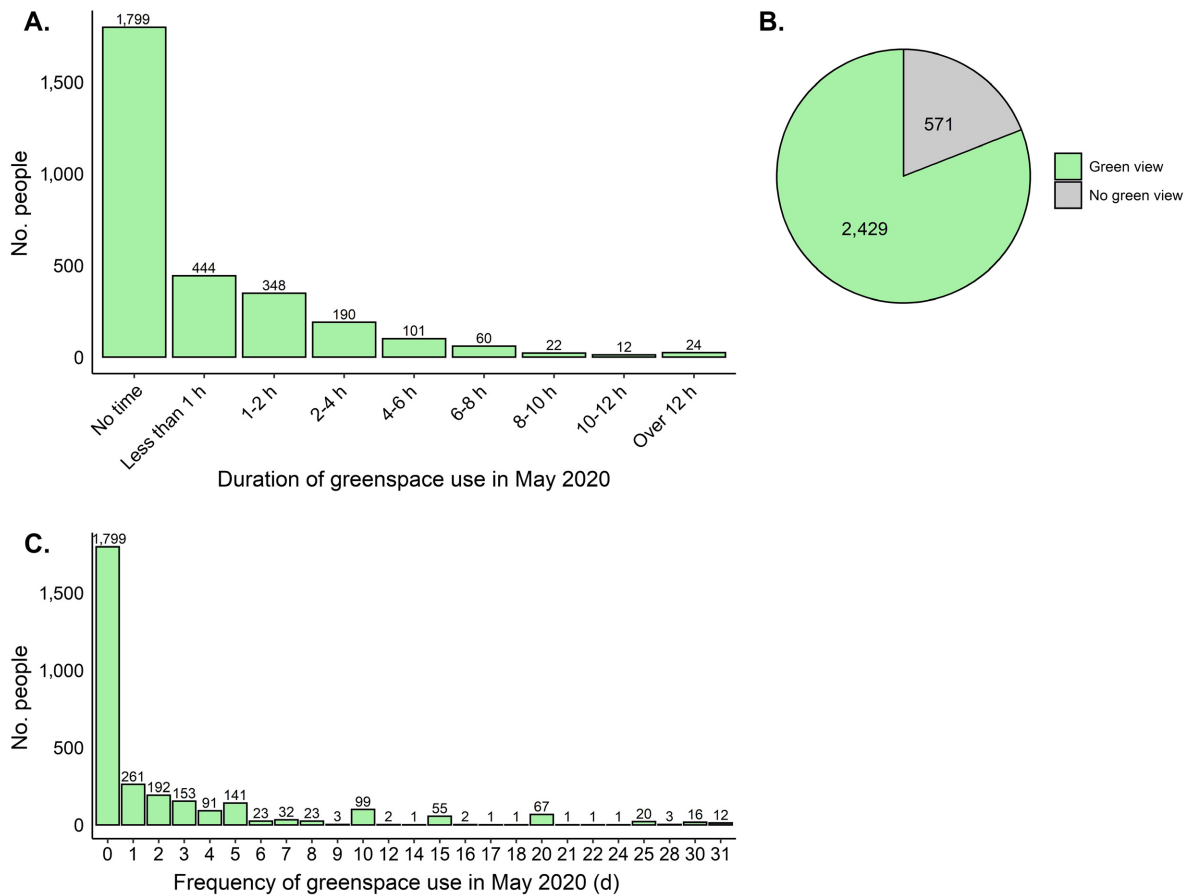 A.
1,799
1,500
1,000
500
0
444
348
190
101
60
22
12
24
No. people
No time
Less than 1 h
1-2 h
2-4 h
4-6 h
6-8 h
8-10 h
10-12 h
Over 12 h
Duration of greenspace use in May 2020
B.
571
2,429
Green view
No green view
C.
1,799
1,500
1,000
500
0
261 192 153 91 141 23 32 23 3 99 2 1 55 2 1 1 67 1 1 1 20 3 16 12
No. people
0 1 2 3 4 5 6 7 8 9 10 12 14 15 16 17 18 20 21 22 24 25 28 30 31
Frequency of greenspace use in May 2020 (d)